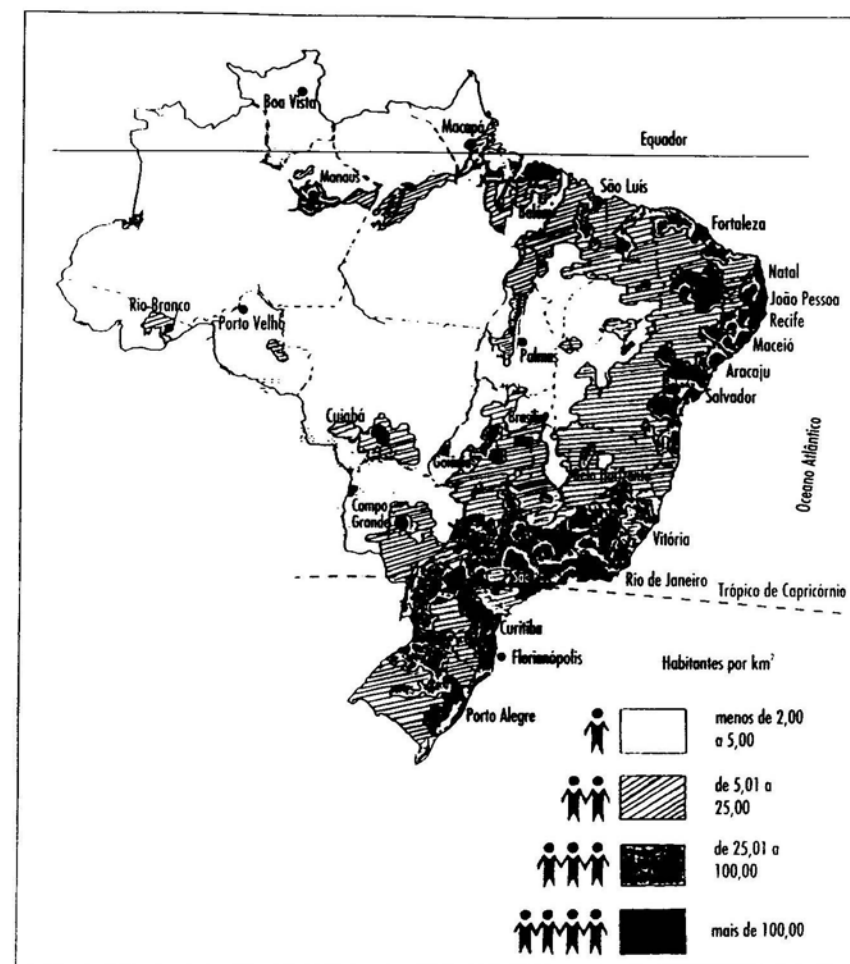 Boa Vista
Macapá
Equador
Manaus
São Luís
Belém
Fortaleza
Natal
João Pessoa
Recife
Maceió
Aracaju
Salvador
Rio Branco
Porto Velho
Palmas
Cuiabá
Brasília
Oceano Atlântico
Campo
Grande
Vitória
Rio de Janeiro
Trópico de Capricórnio
Curitiba
Florianópolis
Porto Alegre
Habitantes por km²
menos de 2,00
a 5,00
de 5,01 a
25,00
de 25,01 a
100,00
mais de 100,00